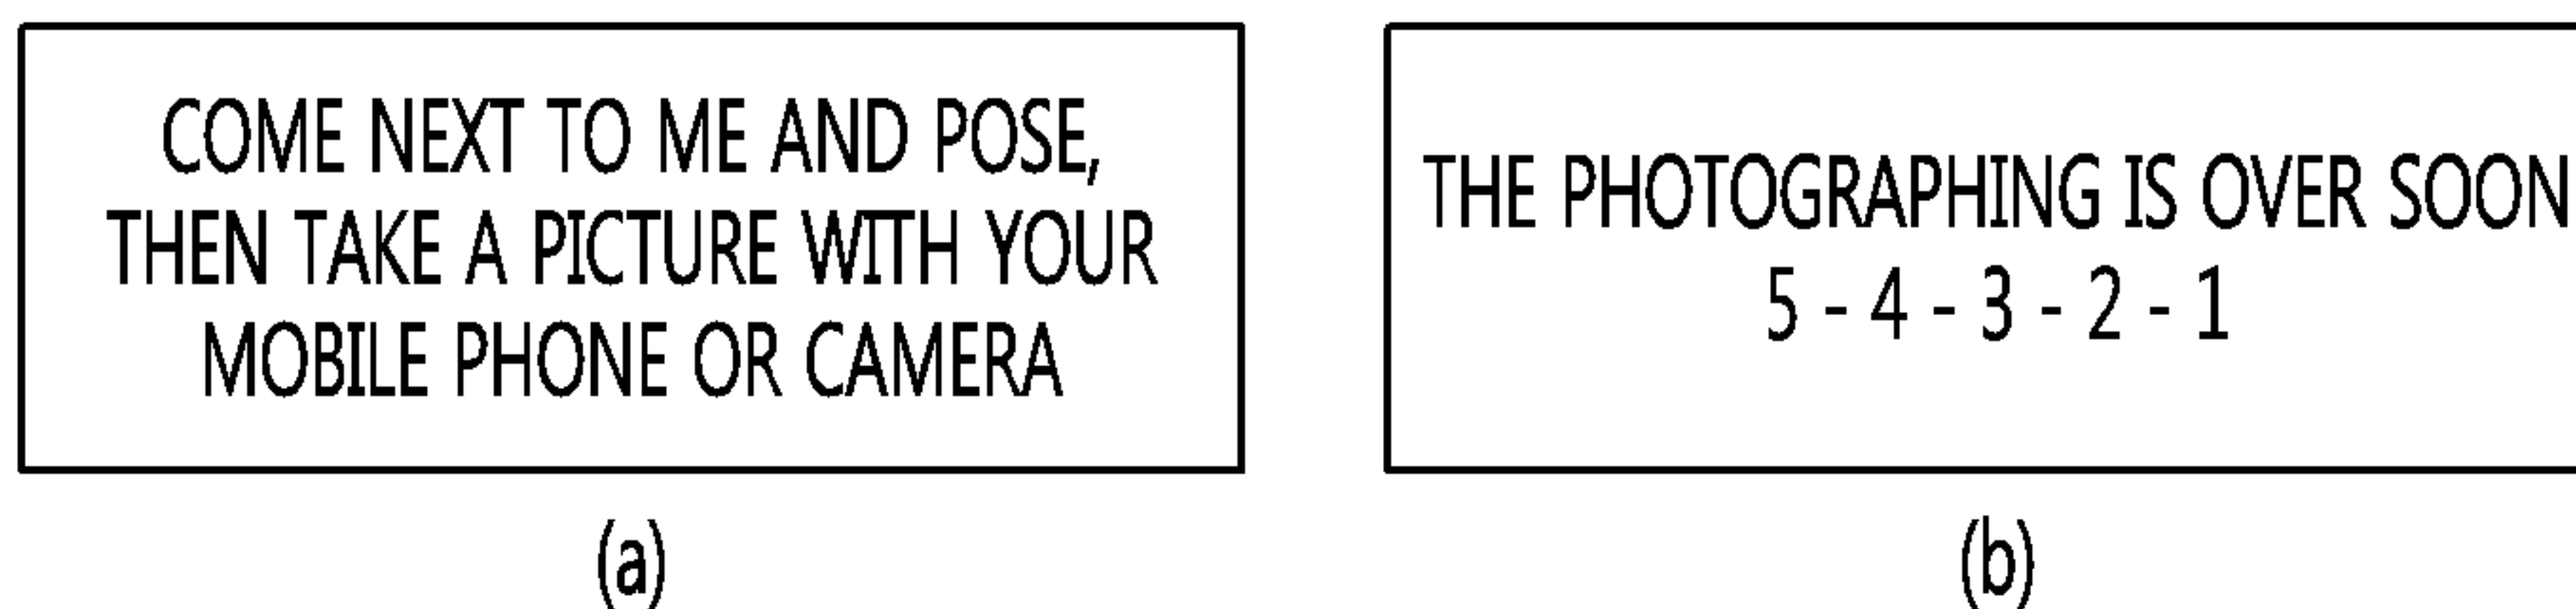 COME NEXT TO ME AND POSE,
THEN TAKE A PICTURE WITH YOUR
MOBILE PHONE OR CAMERA
(a)
THE PHOTOGRAPHING IS OVER SOON
5 - 4 - 3 - 2 - 1
(b)